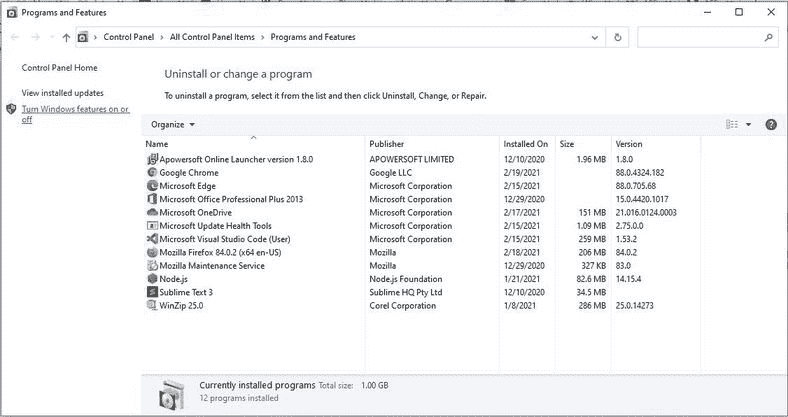 Programs and Features
Control Panel > All Control Panel Items > Programs and Features
Control Panel Home
View installed updates
Turn Windows features on or
off
Uninstall or change a program
To uninstall a program, select it from the list and then click Uninstall, Change, or Repair.
Organize
Name Publisher Installed On Size Version
Apowersoft Online Launcher version 1.8.0 APOWERSOFT LIMITED 12/10/2020 1.96 MB 1.8.0
Google Chrome Google LLC 2/19/2021 88.0.4324.182
Microsoft Edge Microsoft Corporation 2/15/2021 88.0.705.68
Microsoft Office Professional Plus 2013 Microsoft Corporation 12/29/2020 15.0.4420.1017
Microsoft OneDrive Microsoft Corporation 2/17/2021 151 MB 21.016.0124.0003
Microsoft Update Health Tools Microsoft Corporation 2/15/2021 1.09 MB 2.75.0.0
Microsoft Visual Studio Code (User) Microsoft Corporation 2/15/2021 259 MB 1.53.2
Mozilla Firefox 84.0.2 (x64 en-US) Mozilla 2/18/2021 206 MB 84.0.2
Mozilla Maintenance Service Mozilla 12/29/2020 327 KB 83.0
Node.js Node.js Foundation 1/21/2021 82.6 MB 14.15.4
Sublime Text 3 Sublime HQ Pty Ltd 12/10/2020 34.5 MB
WinZip 25.0 Corel Corporation 1/8/2021 286 MB 25.0.14273
Currently installed programs Total size: 1.00 GB
12 programs installed